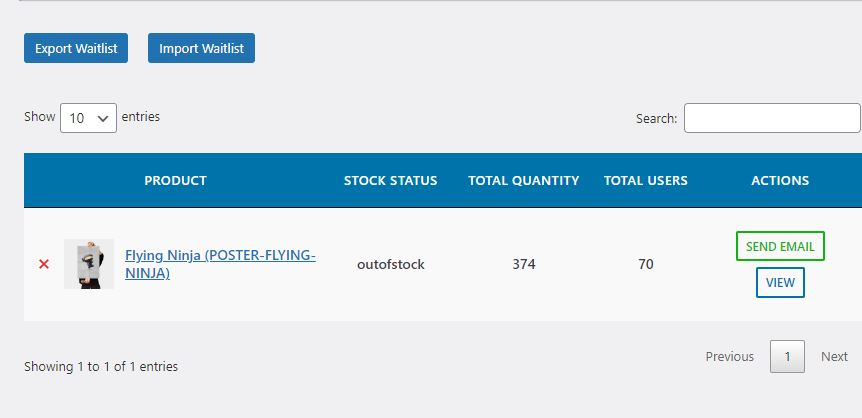 Export Waitlist Import Waitlist
Show 10 entries Search:
PRODUCT STOCK STATUS TOTAL QUANTITY TOTAL USERS ACTIONS
SEND EMAIL
Flying Ninja (POSTER-FLYING-
NINJA) outofstock 374 70
VIEW
Showing 1 to 1 of 1 entries Previous 1 Next